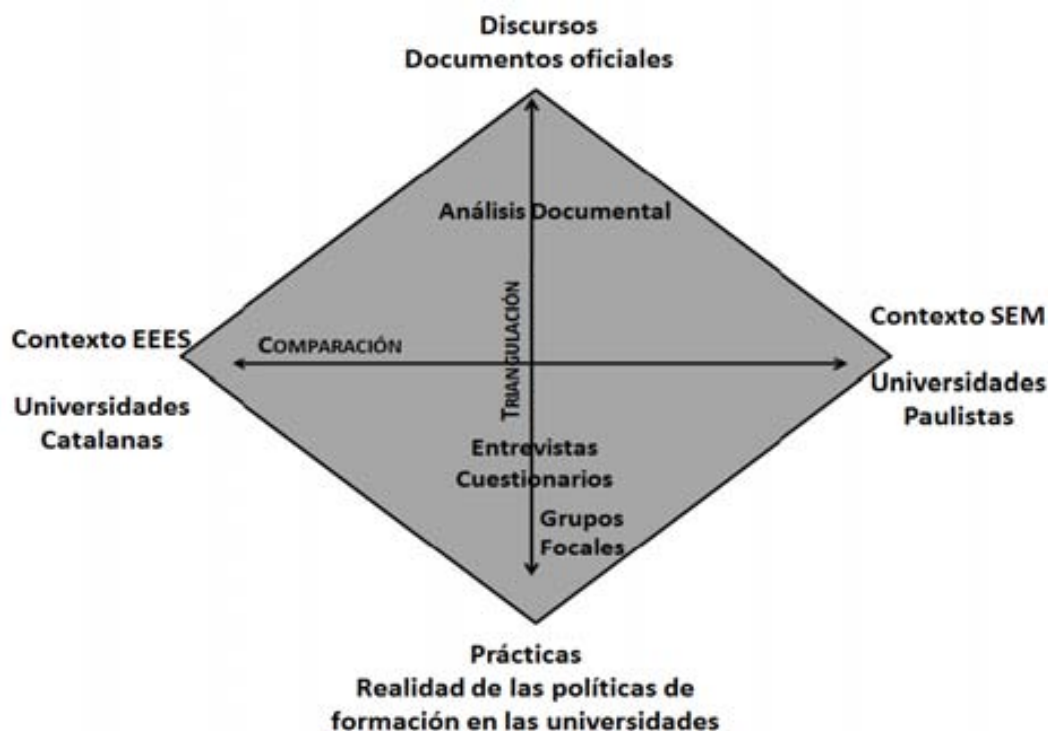 Discursos
Documentos oficiales
Análisis Documental
TRIANGULACIÓN
Contexto EEES
COMPARACIÓN
Contexto SEM
Universidades
Catalanas
Universidades
Paulistas
Entrevistas
Cuestionarios
Grupos
Focales
Prácticas
Realidad de las políticas de
formación en las universidades